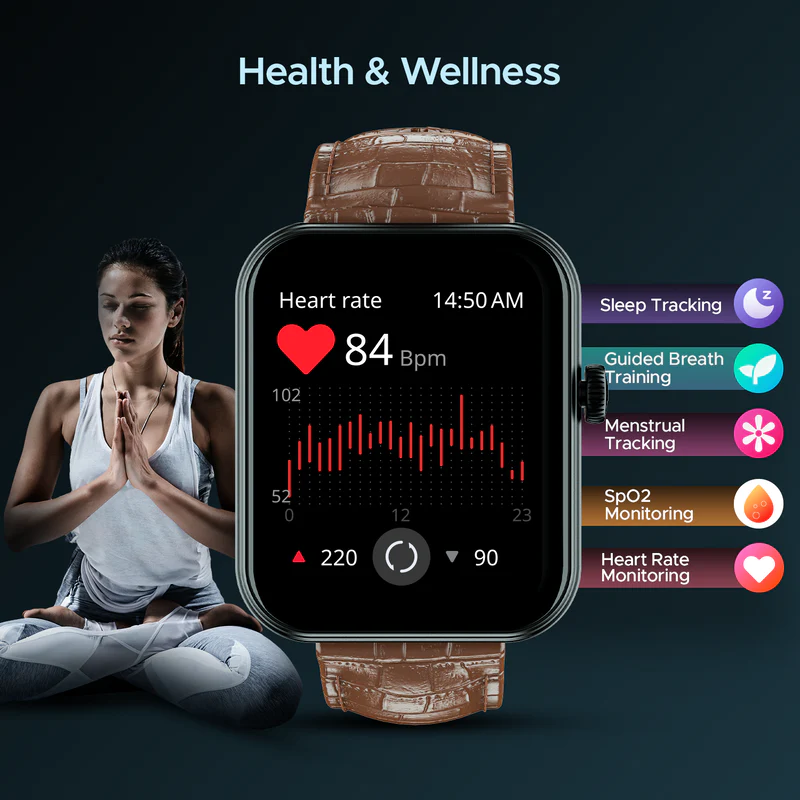 Health & Wellness
Heart rate 14:50 AM
84 Bpm
102
52
0 12 23
220 90
Sleep Tracking
Guided Breath
Training
Menstrual
Tracking
SpO2
Monitoring
Heart Rate
Monitoring
z